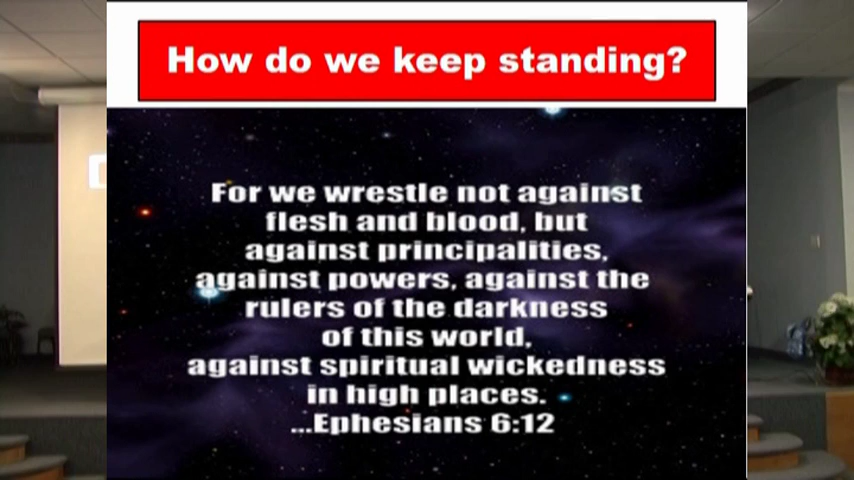 How do we keep standing?
For we wrestle not against
flesh and blood, but
against principalities,
against powers, against the
rulers of the darkness
of this world,
against spiritual wickedness
in high places.
...Ephesians 6:12